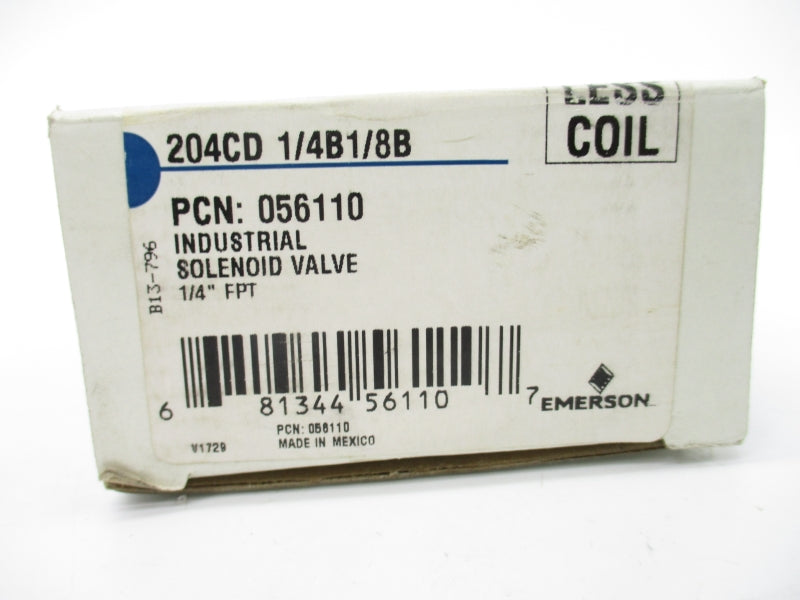 LESS
COIL
204CD 1/4B1/8B
PCN: 056110
INDUSTRIAL
SOLENOID VALVE
1/4" FPT
B13-796
6 81344 56110 7
EMERSON
PCN: 056110
MADE IN MEXICO
V1729